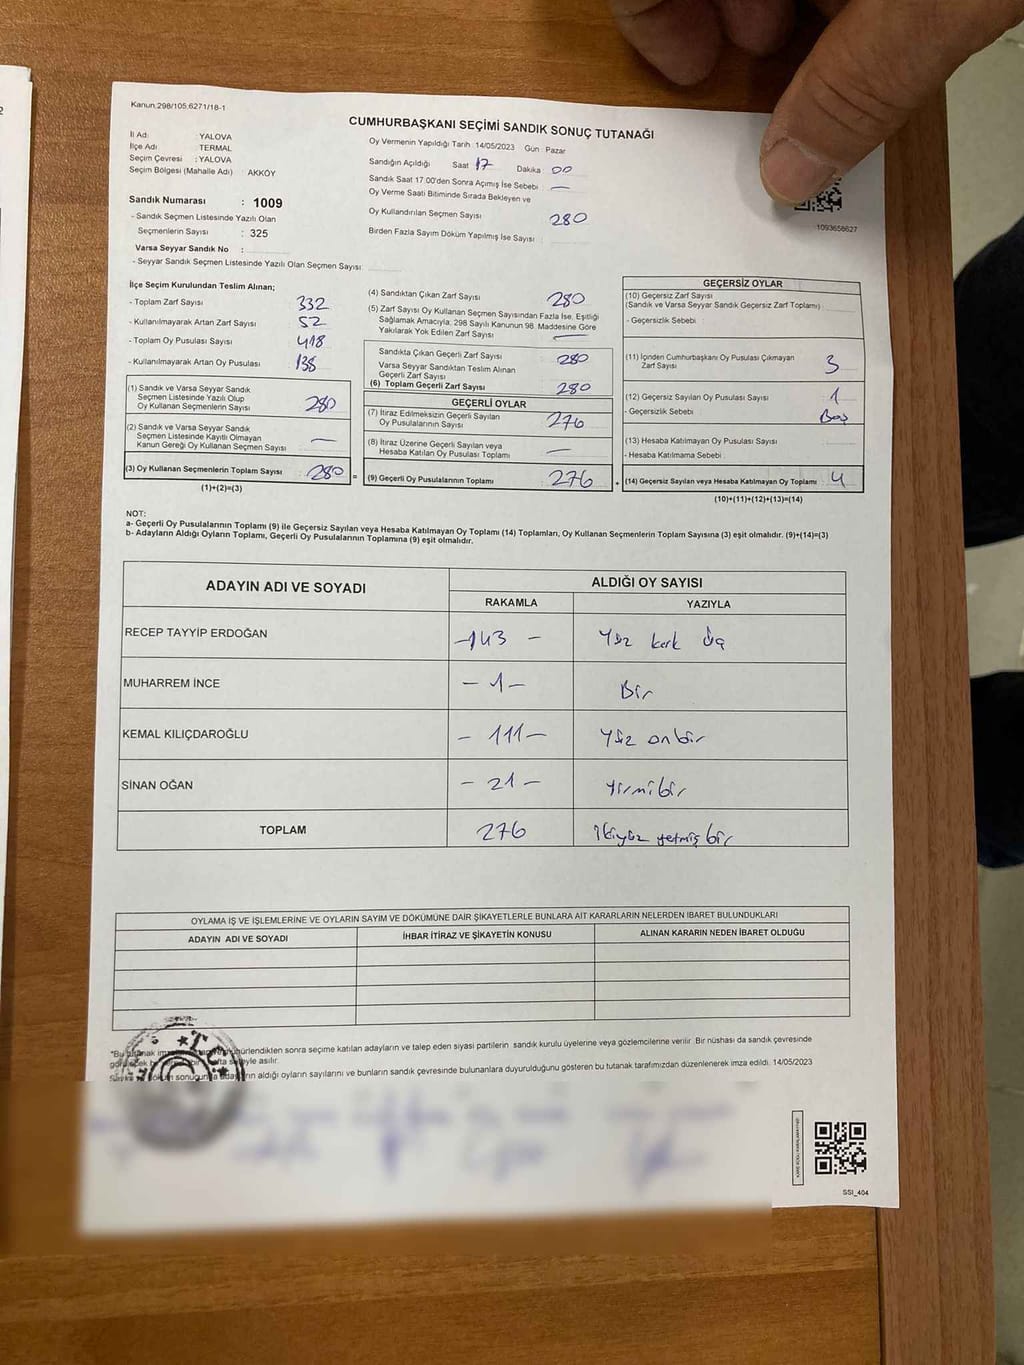 Kanun,298/105,6271/18-1
CUMHURBAŞKANI SEÇİMİ SANDIK SONUÇ TUTANAĞI
İl Adı : YALOVA
İlçe Adı : TERMAL
Seçim Çevresi : YALOVA
Seçim Bölgesi (Mahalle Adı) : AKKÖY
Sandık Numarası : 1009
- Sandık Seçmen Listesinde Yazılı Olan
Seçmenlerin Sayısı : 325
Varsa Seyyar Sandık No :
- Seyyar Sandık Seçmen Listesinde Yazılı Olan Seçmen Sayısı:
Oy Vermenin Yapıldığı Tarih : 14/05/2023 Gün : Pazar
Sandığın Açıldığı Saat 17 Dakika : 00
Sandık Saat 17.00'den Sonra Açımış İse Sebebi : —
Oy Verme Saati Bitiminde Sırada Bekleyen ve
Oy Kullandırılan Seçmen Sayısı 280
Birden Fazla Sayım Döküm Yapılmış İse Sayısı :
1093658627
İlçe Seçim Kurulundan Teslim Alınan;
- Toplam Zarf Sayısı 332
- Kullanılmayarak Artan Zarf Sayısı 52
- Toplam Oy Pusulası Sayısı 418
- Kullanılmayarak Artan Oy Pusulası 138
(1) Sandık ve Varsa Seyyar Sandık
Seçmen Listesinde Yazılı Olup
Oy Kullanan Seçmenlerin Sayısı 280
(2) Sandık ve Varsa Seyyar Sandık
Seçmen Listesinde Kayıtlı Olmayan
Kanun Gereği Oy Kullanan Seçmen Sayısı —
(3) Oy Kullanan Seçmenlerin Toplam Sayısı 280 =
(1)+(2)=(3)
(4) Sandıktan Çıkan Zarf Sayısı 280
(5) Zarf Sayısı Oy Kullanan Seçmen Sayısından Fazla İse, Eşitliği
Sağlamak Amacıyla, 298 Sayılı Kanunun 98. Maddesine Göre
Yakılarak Yok Edilen Zarf Sayısı —
Sandıkta Çıkan Geçerli Zarf Sayısı 280
Varsa Seyyar Sandıktan Teslim Alınan
Geçerli Zarf Sayısı
(6) Toplam Geçerli Zarf Sayısı 280
GEÇERLİ OYLAR
(7) İtiraz Edilmeksizin Geçerli Sayılan
Oy Pusulalarının Sayısı 276
(8) İtiraz Üzerine Geçerli Sayılan veya
Hesaba Katılan Oy Pusulası Toplamı —
(9) Geçerli Oy Pusulalarının Toplamı 276 +
GEÇERSİZ OYLAR
(10) Geçersiz Zarf Sayısı
(Sandık ve Varsa Seyyar Sandık Geçersiz Zarf Toplamı)
- Geçersizlik Sebebi :
(11) İçinden Cumhurbaşkanı Oy Pusulası Çıkmayan
Zarf Sayısı 3
(12) Geçersiz Sayılan Oy Pusulası Sayısı 1
- Geçersizlik Sebebi Boş
(13) Hesaba Katılmayan Oy Pusulası Sayısı
- Hesaba Katılmama Sebebi
(14) Geçersiz Sayılan veya Hesaba Katılmayan Oy Toplamı 4
(10)+(11)+(12)+(13)=(14)
NOT:
a- Geçerli Oy Pusulalarının Toplamı (9) ile Geçersiz Sayılan veya Hesaba Katılmayan Oy Toplamı (14) Toplamları, Oy Kullanan Seçmenlerin Toplam Sayısına (3) eşit olmalıdır. (9)+(14)=(3)
b- Adayların Aldığı Oyların Toplamı, Geçerli Oy Pusulalarının Toplamına (9) eşit olmalıdır.
ADAYIN ADI VE SOYADI ALDIĞI OY SAYISI
RAKAMLA YAZIYLA
RECEP TAYYİP ERDOĞAN -143 - Yüz kırk üç
MUHARREM İNCE - 1 - Bir
KEMAL KILIÇDAROĞLU - 111 - Yüz onbir
SİNAN OĞAN - 21 - Yirmibir
TOPLAM 276 İkiyüz yetmiş bir
OYLAMA İŞ VE İŞLEMLERİNE VE OYLARIN SAYIM VE DÖKÜMÜNE DAİR ŞİKAYETLERLE BUNLARA AİT KARARLARIN NELERDEN İBARET BULUNDUKLARI
ADAYIN ADI VE SOYADI İHBAR İTİRAZ VE ŞİKAYETİN KONUSU ALINAN KARARIN NEDEN İBARET OLDUĞU
*Bu tutanak sonra seçime katılan adayların ve talep eden siyasi partilerin sandık kurulu üyelerine veya gözlemcilerine verilir. Bir nüshası da sandık çevresinde
asılır.
aldığı oyların sayılarını ve bunların sandık çevresinde bulunanlara duyurulduğunu gösteren bu tutanak tarafımızdan düzenlenerek imza edildi. 14/05/2023
T.C.
SSI_404